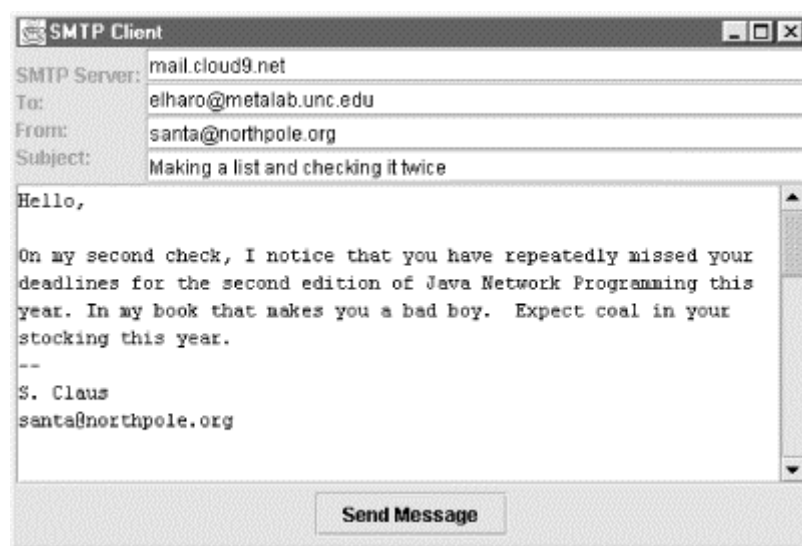 SMTP Client
SMTP Server: mail.cloud9.net
To: elharo@metalab.unc.edu
From: santa@northpole.org
Subject: Making a list and checking it twice
Hello,
On my second check, I notice that you have repeatedly missed your
deadlines for the second edition of Java Network Programming this
year. In my book that makes you a bad boy.  Expect coal in your
stocking this year.
--
S. Claus
santa@northpole.org
Send Message